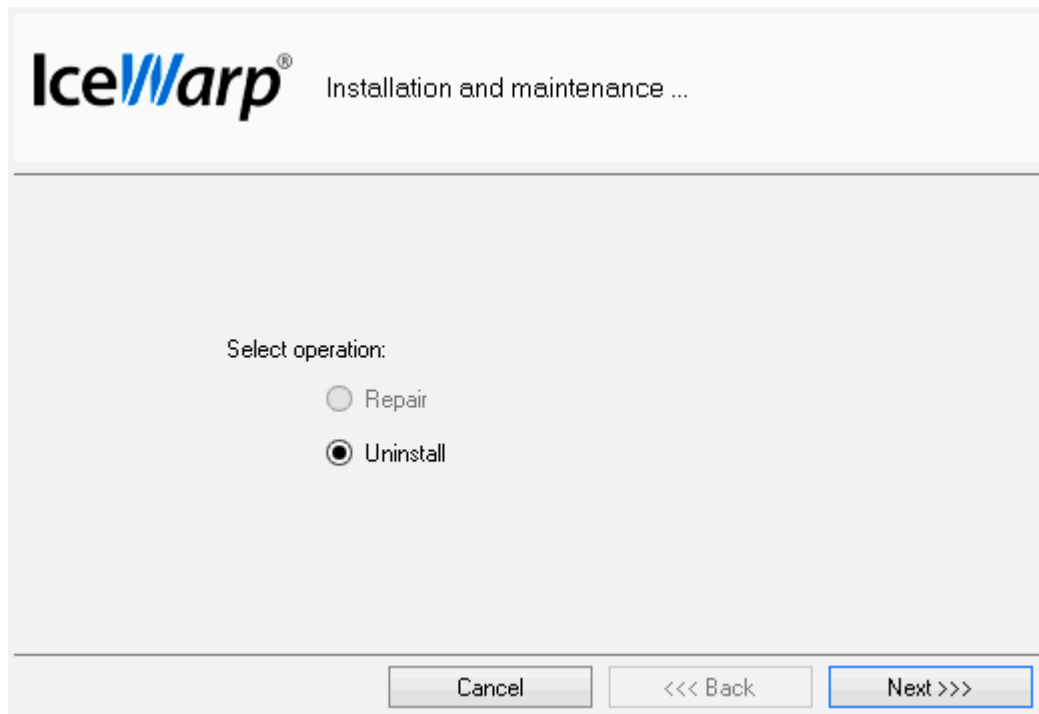 IceWarp® Installation and maintenance ...
Select operation:
Repair
Uninstall
Cancel <<< Back Next >>>